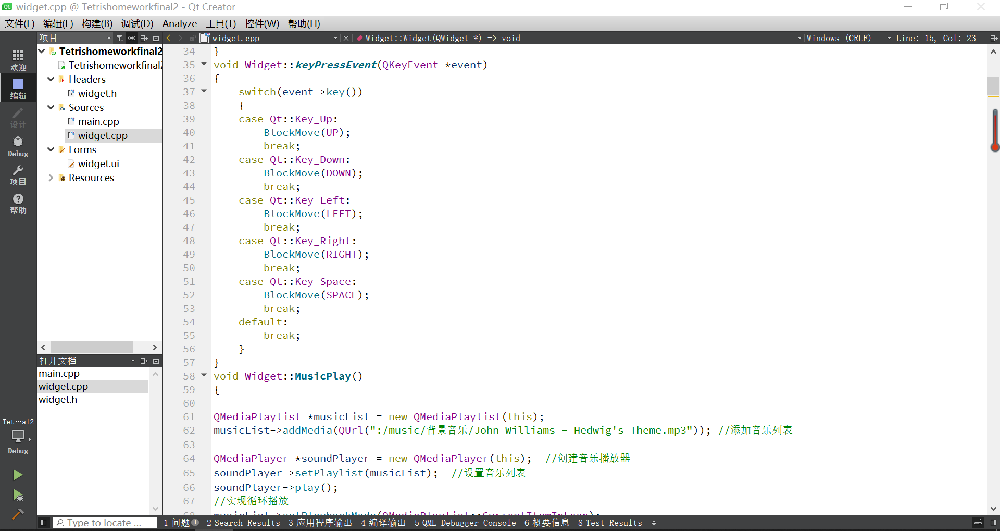 widget.cpp @ Tetrishomeworkfinal2 - Qt Creator
文件(F) 编辑(E) 构建(B) 调试(D) Analyze 工具(T) 控件(W) 帮助(H)
项目
widget.cpp
Widget::Widget(QWidget *) -> void
Windows (CRLF)
Line: 15, Col: 23
欢迎
编辑
设计
Debug
项目
帮助
Tet…al2
Debug
Tetrishomeworkfinal2
Tetrishomeworkfinal2
Headers
widget.h
Sources
main.cpp
widget.cpp
Forms
widget.ui
Resources
打开文档
main.cpp
widget.cpp
widget.h
34 }
35 void Widget::keyPressEvent(QKeyEvent *event)
36 {
37     switch(event->key())
38     {
39     case Qt::Key_Up:
40         BlockMove(UP);
41         break;
42     case Qt::Key_Down:
43         BlockMove(DOWN);
44         break;
45     case Qt::Key_Left:
46         BlockMove(LEFT);
47         break;
48     case Qt::Key_Right:
49         BlockMove(RIGHT);
50         break;
51     case Qt::Key_Space:
52         BlockMove(SPACE);
53         break;
54     default:
55         break;
56     }
57 }
58 void Widget::MusicPlay()
59 {
60
61 QMediaPlaylist *musicList = new QMediaPlaylist(this);
62 musicList->addMedia(QUrl(":/music/背景音乐/John Williams - Hedwig's Theme.mp3")); //添加音乐列表
63
64 QMediaPlayer *soundPlayer = new QMediaPlayer(this);  //创建音乐播放器
65 soundPlayer->setPlaylist(musicList);  //设置音乐列表
66 soundPlayer->play();
67 //实现循环播放
68 musicList->setPlaybackMode(QMediaPlaylist::CurrentItemInLoop);
Type to locate ...
1 问题 1 2 Search Results 3 应用程序输出 4 编译输出 5 QML Debugger Console 6 概要信息 8 Test Results